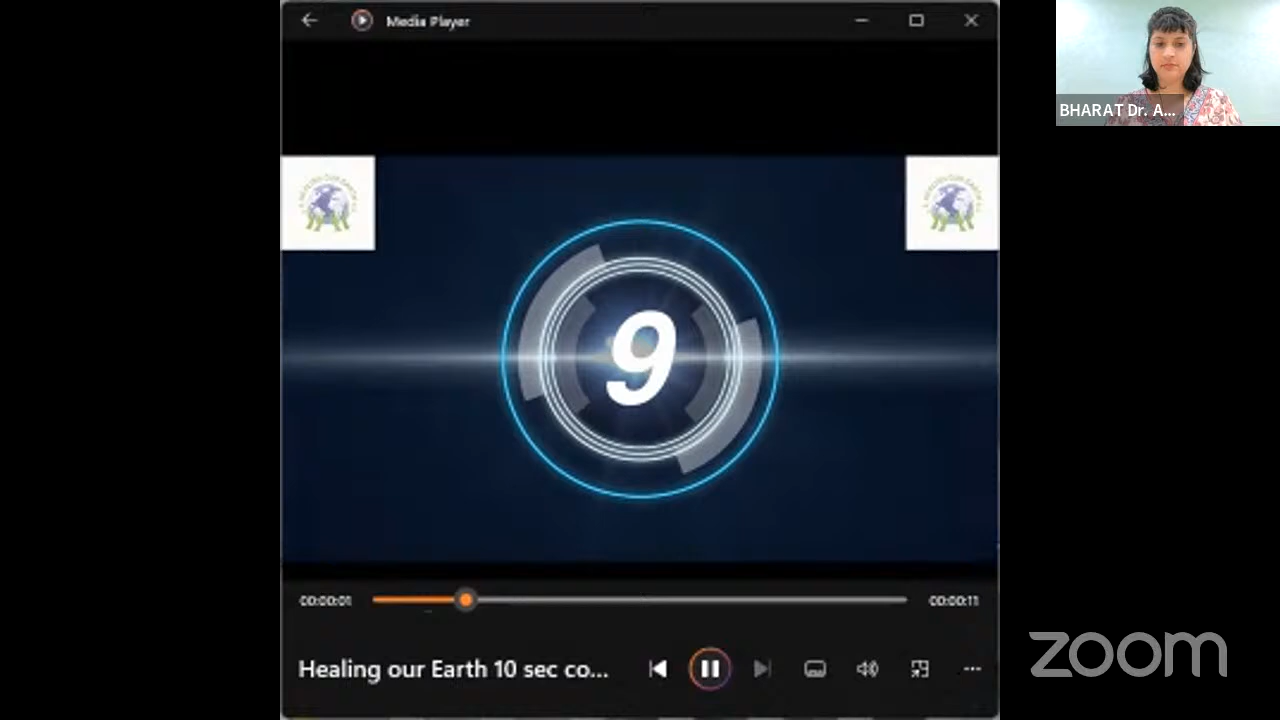 Media Player
BHARAT Dr. A...
9
00:00:01
00:00:11
Healing our Earth 10 sec co...
zoom